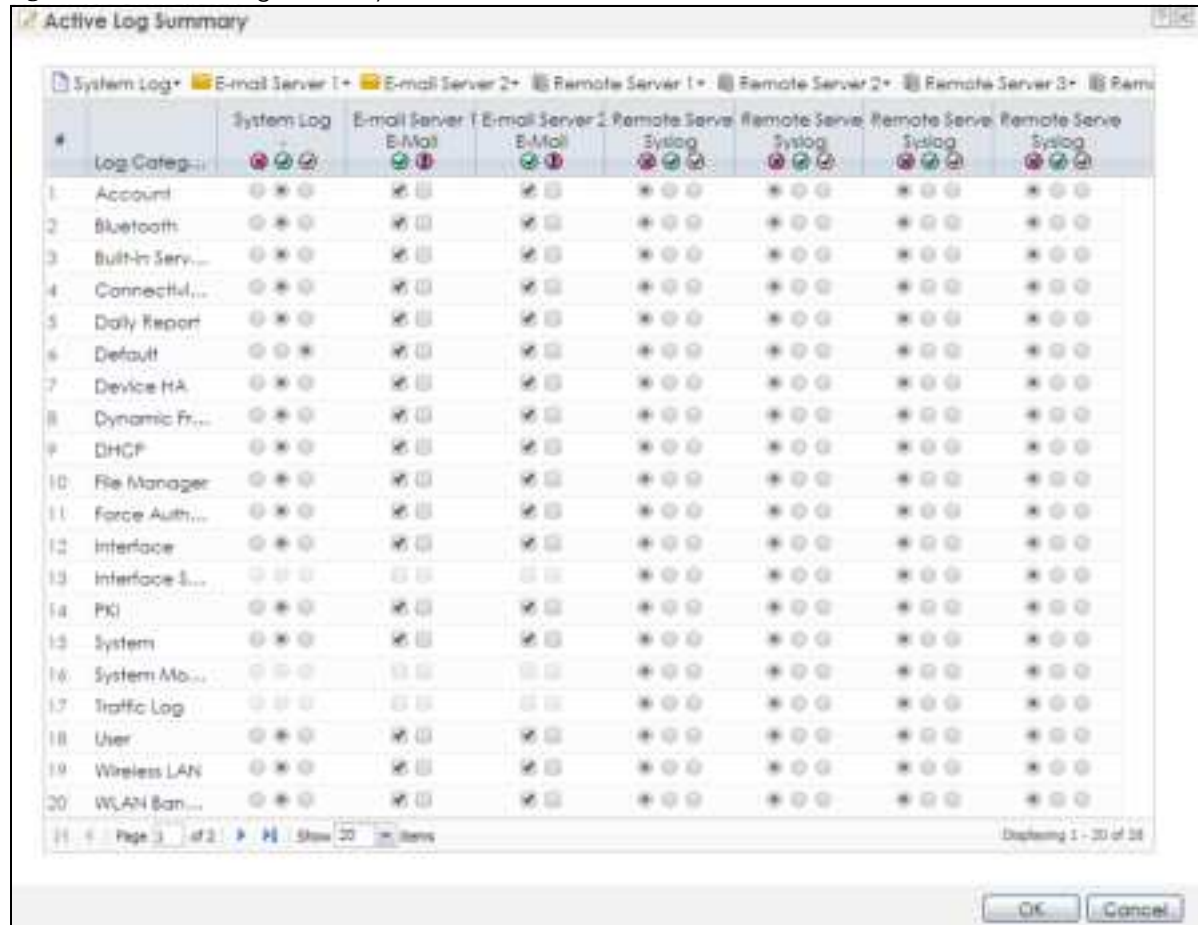 Active Log Summary
System Log E-mail Server 1 E-mail Server 2 Remote Server 1 Remote Server 2 Remote Server 3 Remo
# Log Categ... System Log - E-mail Server 1 E-Mail E-mail Server 2 E-Mail Remote Serve Syslog Remote Serve Syslog Remote Serve Syslog Remote Serve Syslog
1 Account
2 Bluetooth
3 Built-in Serv...
4 Connectivi...
5 Daily Report
6 Default
7 Device HA
8 Dynamic Fr...
9 DHCP
10 File Manager
11 Force Auth...
12 Interface
13 Interface S...
14 PKI
15 System
16 System Mo...
17 Traffic Log
18 User
19 Wireless LAN
20 WLAN Ban...
Page 1 of 2 Show 20 items Displaying 1 - 20 of 28
OK Cancel